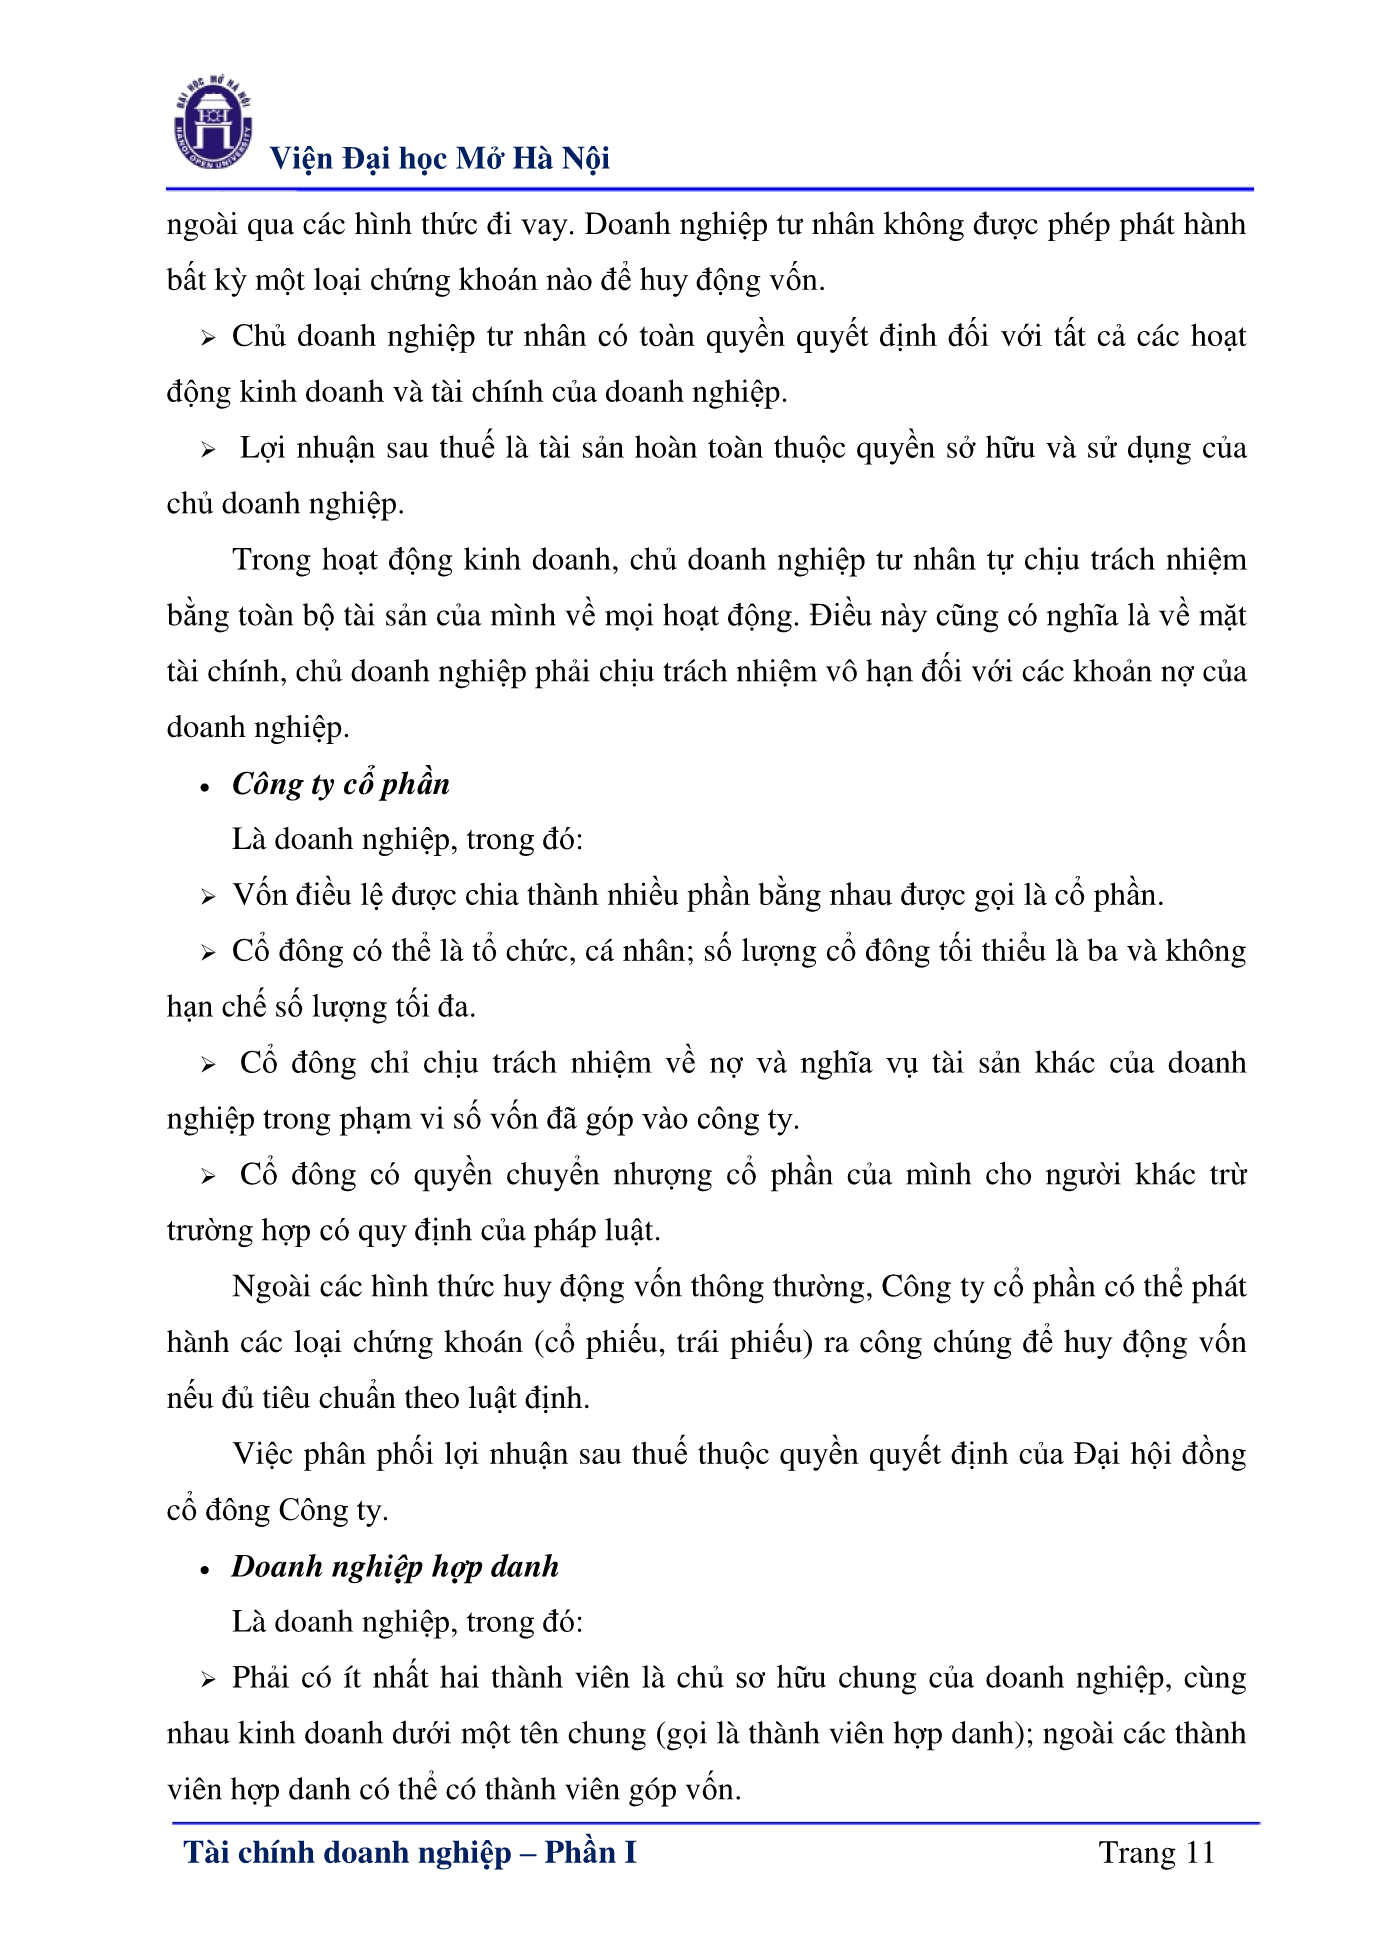 ĐẠI HỌC MỞ HÀ NỘI
HANOI OPEN UNIVERSITY
Viện Đại học Mở Hà Nội
ngoài qua các hình thức đi vay. Doanh nghiệp tư nhân không được phép phát hành
bất kỳ một loại chứng khoán nào để huy động vốn.
➢ Chủ doanh nghiệp tư nhân có toàn quyền quyết định đối với tất cả các hoạt
động kinh doanh và tài chính của doanh nghiệp.
➢ Lợi nhuận sau thuế là tài sản hoàn toàn thuộc quyền sở hữu và sử dụng của
chủ doanh nghiệp.
Trong hoạt động kinh doanh, chủ doanh nghiệp tư nhân tự chịu trách nhiệm
bằng toàn bộ tài sản của mình về mọi hoạt động. Điều này cũng có nghĩa là về mặt
tài chính, chủ doanh nghiệp phải chịu trách nhiệm vô hạn đối với các khoản nợ của
doanh nghiệp.
• Công ty cổ phần
Là doanh nghiệp, trong đó:
➢ Vốn điều lệ được chia thành nhiều phần bằng nhau được gọi là cổ phần.
➢ Cổ đông có thể là tổ chức, cá nhân; số lượng cổ đông tối thiểu là ba và không
hạn chế số lượng tối đa.
➢ Cổ đông chỉ chịu trách nhiệm về nợ và nghĩa vụ tài sản khác của doanh
nghiệp trong phạm vi số vốn đã góp vào công ty.
➢ Cổ đông có quyền chuyển nhượng cổ phần của mình cho người khác trừ
trường hợp có quy định của pháp luật.
Ngoài các hình thức huy động vốn thông thường, Công ty cổ phần có thể phát
hành các loại chứng khoán (cổ phiếu, trái phiếu) ra công chúng để huy động vốn
nếu đủ tiêu chuẩn theo luật định.
Việc phân phối lợi nhuận sau thuế thuộc quyền quyết định của Đại hội đồng
cổ đông Công ty.
• Doanh nghiệp hợp danh
Là doanh nghiệp, trong đó:
➢ Phải có ít nhất hai thành viên là chủ sơ hữu chung của doanh nghiệp, cùng
nhau kinh doanh dưới một tên chung (gọi là thành viên hợp danh); ngoài các thành
viên hợp danh có thể có thành viên góp vốn.
Tài chính doanh nghiệp – Phần I Trang 11